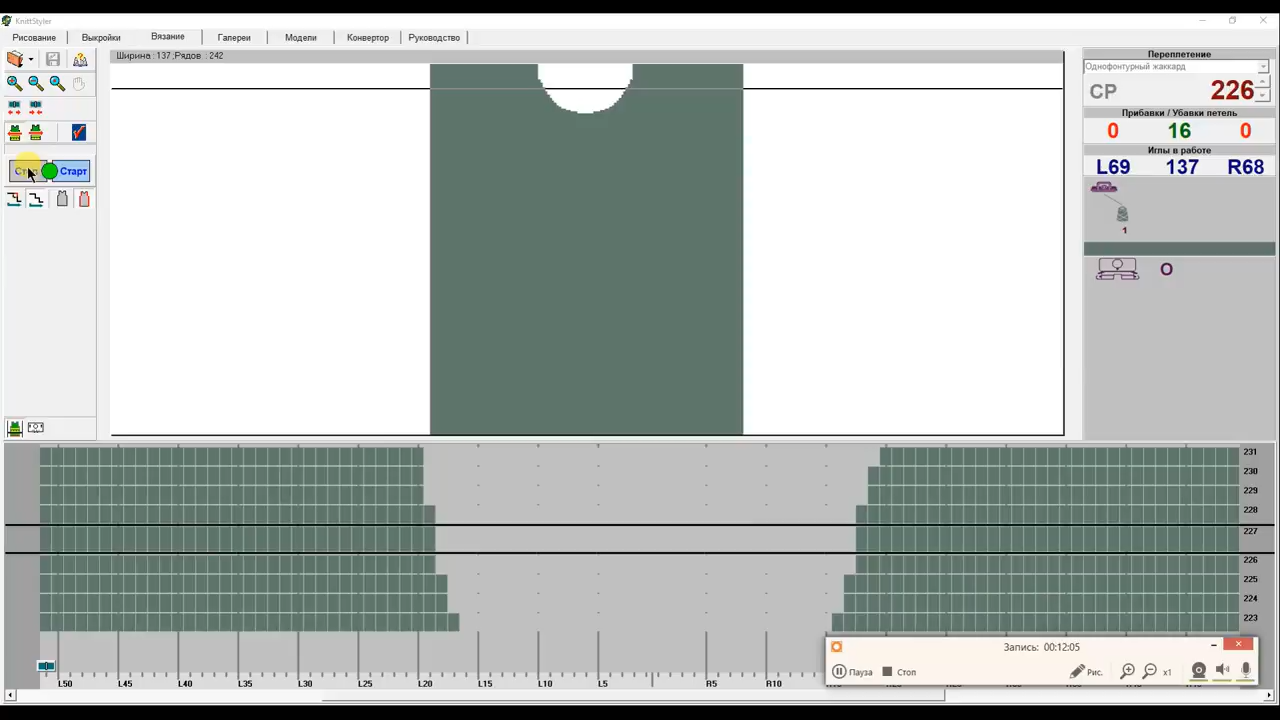 KnittStyler
Рисование Выкройки Вязание Галереи Модели Конвертор Руководство
Ширина :137;Рядов : 242
Переплетение
Однофонтурный жаккард
СР 226
Прибавки / Убавки петель
0 16 0
Иглы в работе
L69 137 R68
Старт
1
O
231
230
229
228
227
226
225
224
223
L50 L45 L40 L35 L30 L25 L20 L15 L10 L5 R5 R10
Запись: 00:12:05
Пауза Стоп Рис. x1